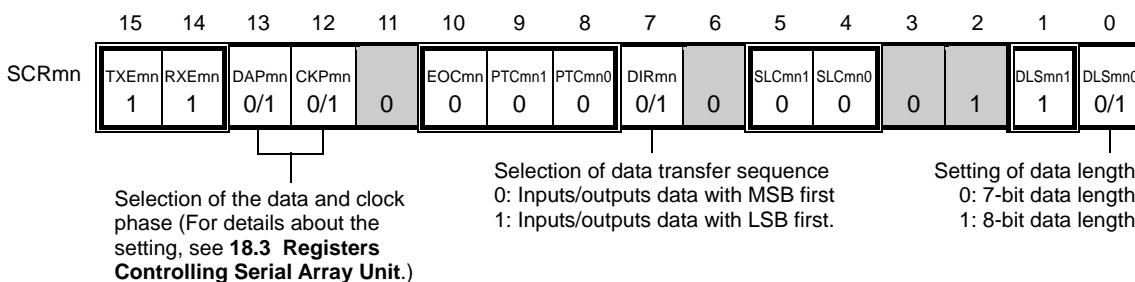 15 14 13 12 11 10 9 8 7 6 5 4 3 2 1 0
SCRmn TXEmn RXEmn DAPmn CKPmn EOCmn PTCmn1 PTCmn0 DIRmn SLCmn1 SLCmn0 DLSmn1 DLSmn0
1 1 0/1 0/1 0 0 0 0 0/1 0 0 0 0 1 1 0/1
Selection of the data and clock
phase (For details about the
setting, see 18.3 Registers
Controlling Serial Array Unit.)
Selection of data transfer sequence
0: Inputs/outputs data with MSB first
1: Inputs/outputs data with LSB first.
Setting of data length
0: 7-bit data length
1: 8-bit data length